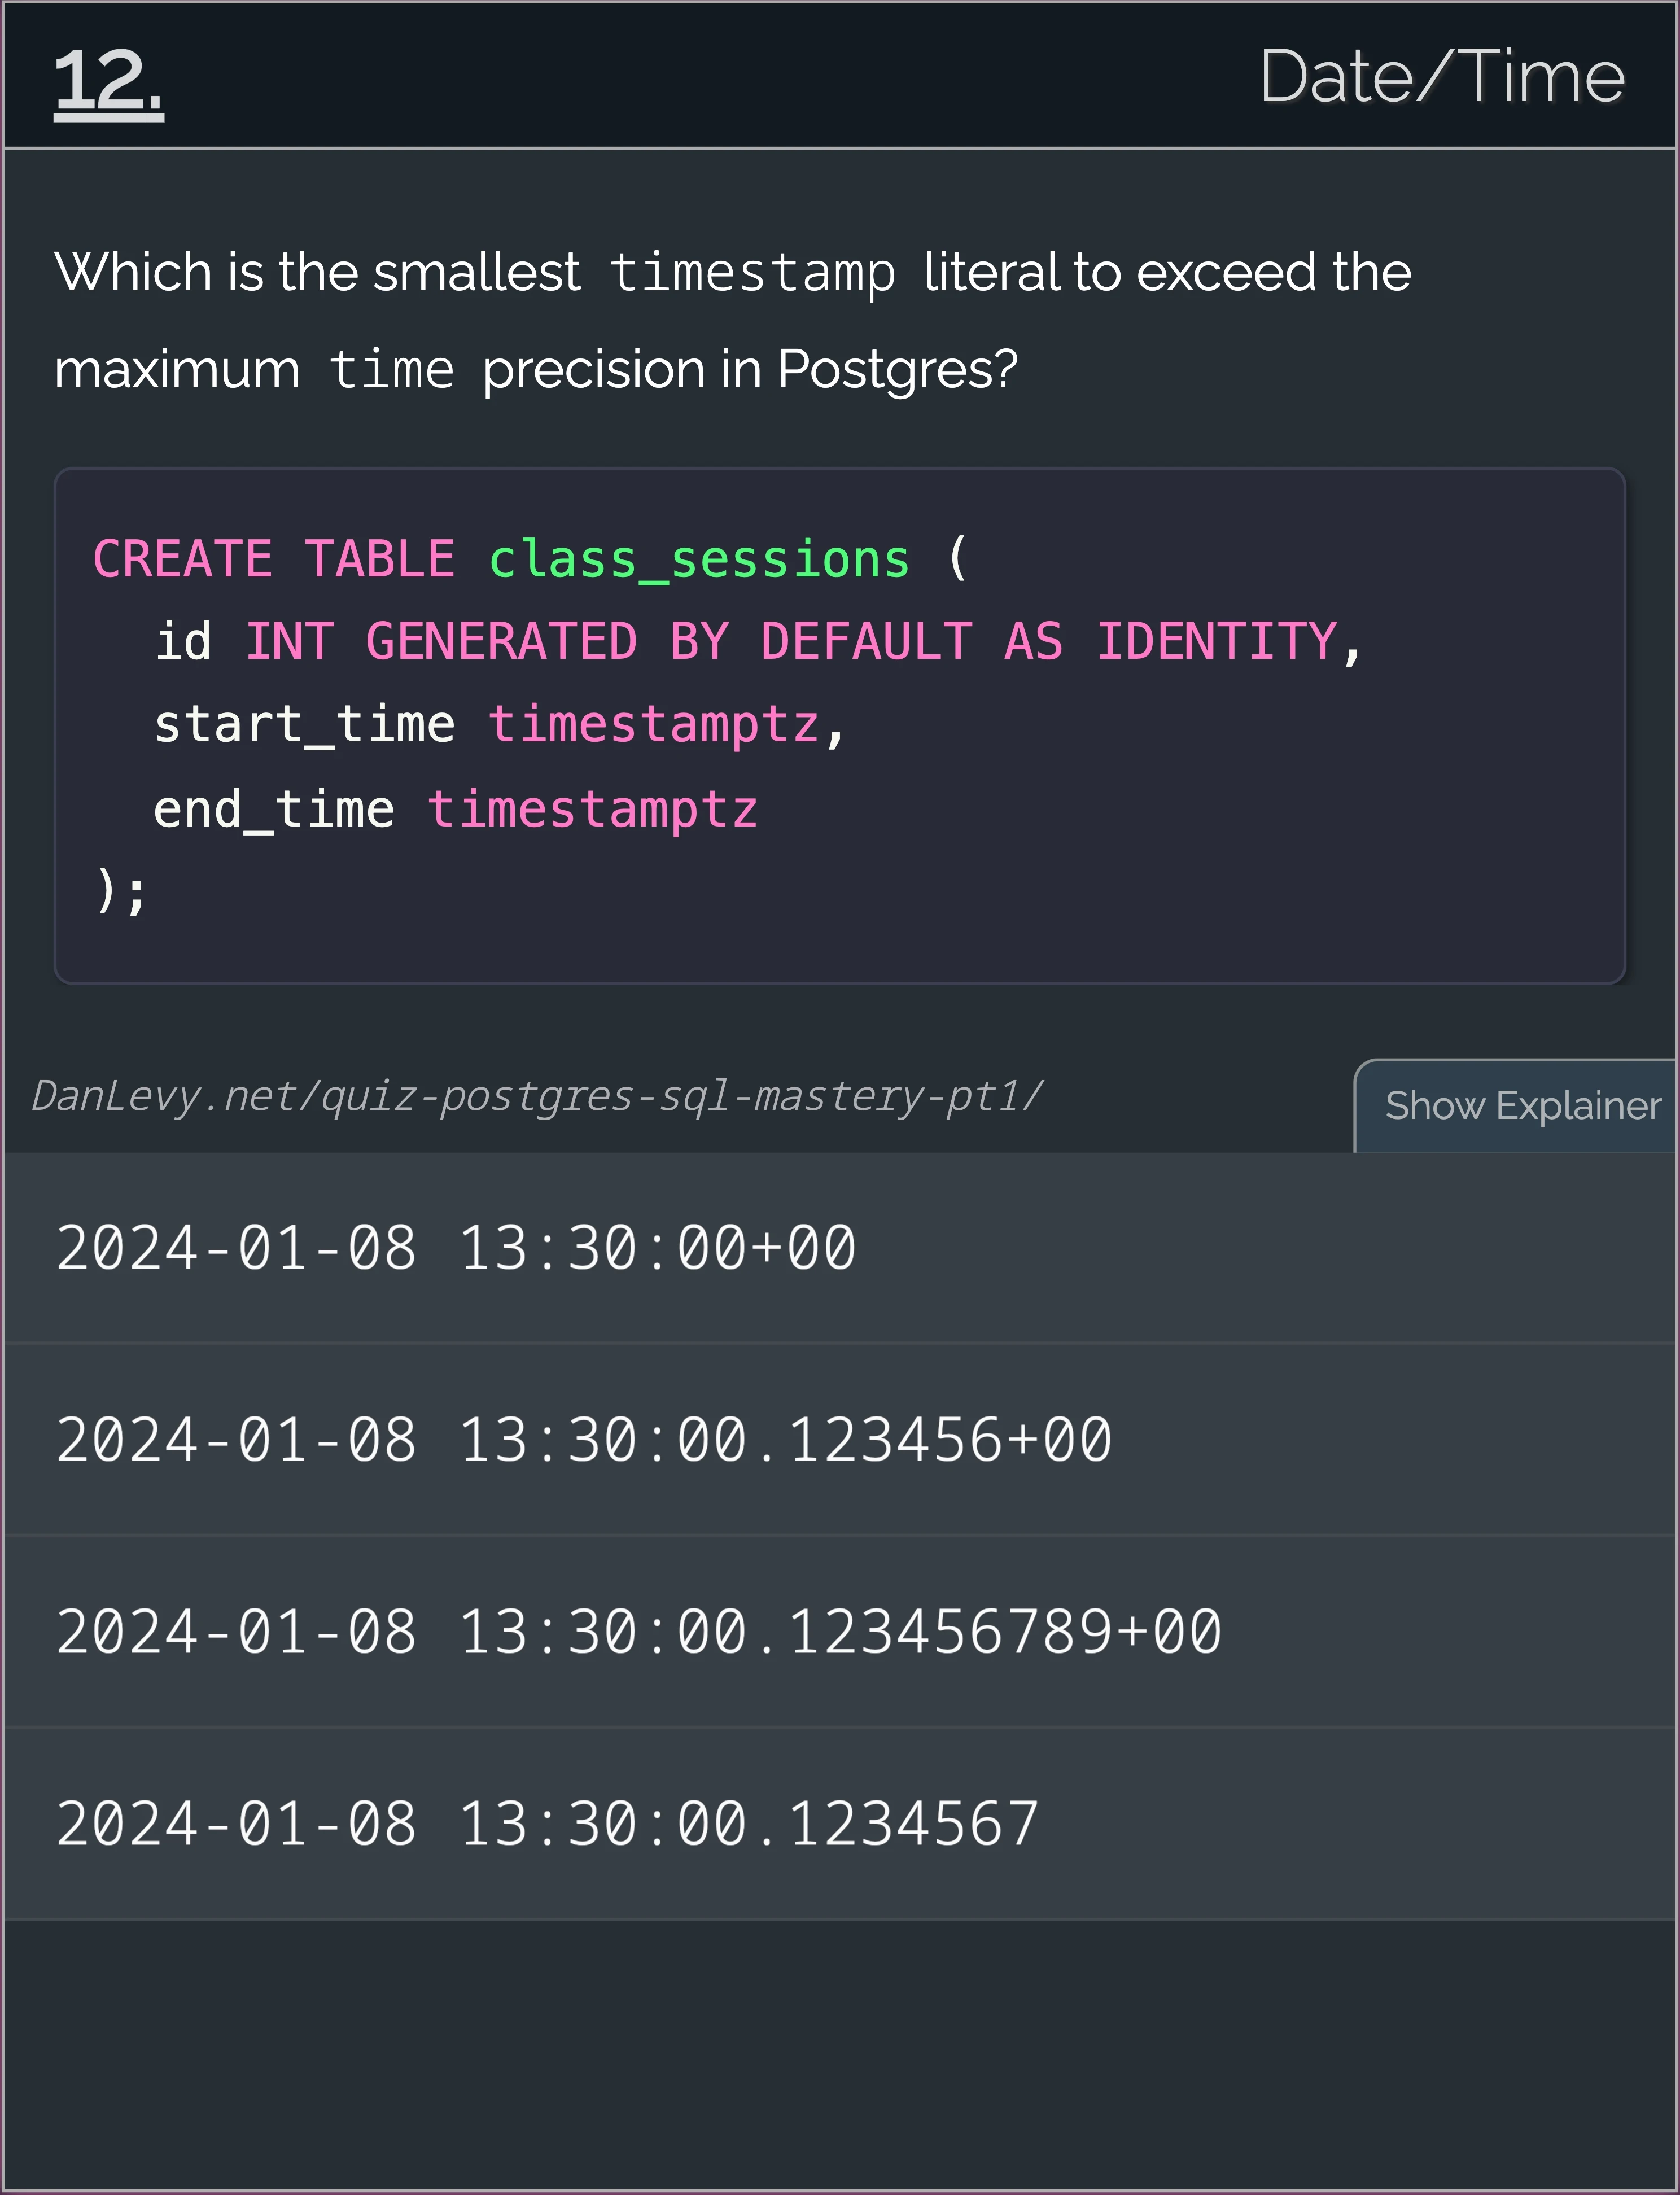 12.
Date/Time
Which is the smallest timestamp literal to exceed the
maximum time precision in Postgres?
CREATE TABLE class_sessions (
  id INT GENERATED BY DEFAULT AS IDENTITY,
  start_time timestamptz,
  end_time timestamptz
);
DanLevy.net/quiz-postgres-sql-mastery-pt1/
Show Explainer
2024-01-08 13:30:00+00
2024-01-08 13:30:00.123456+00
2024-01-08 13:30:00.123456789+00
2024-01-08 13:30:00.1234567